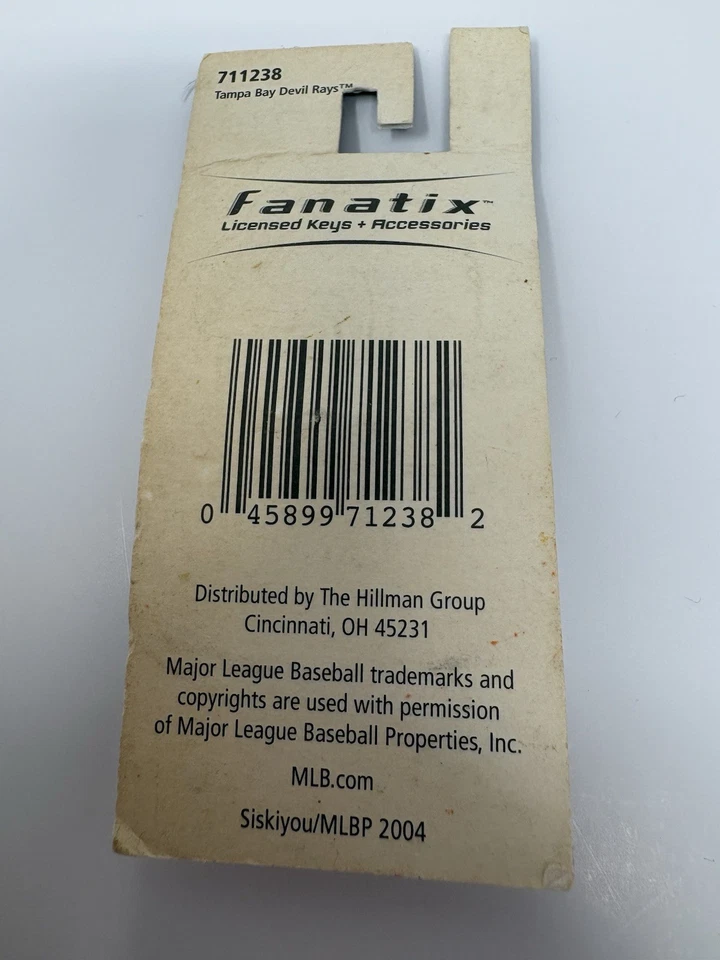 711238
Tampa Bay Devil Rays™
Fanatix™
Licensed Keys + Accessories
0 45899 71238 2
Distributed by The Hillman Group
Cincinnati, OH 45231
Major League Baseball trademarks and
copyrights are used with permission
of Major League Baseball Properties, Inc.
MLB.com
Siskiyou/MLBP 2004